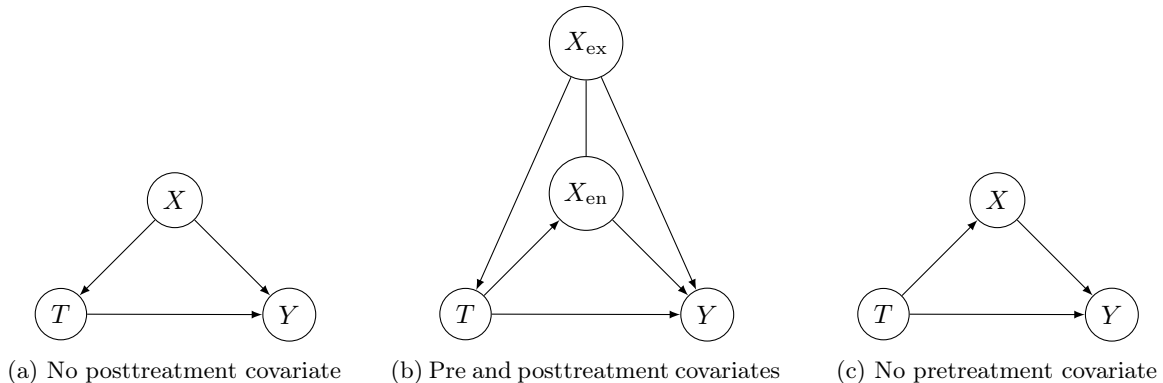 X
T
Y
(a) No posttreatment covariate
X_ex
X_en
T
Y
(b) Pre and posttreatment covariates
X
T
Y
(c) No pretreatment covariate